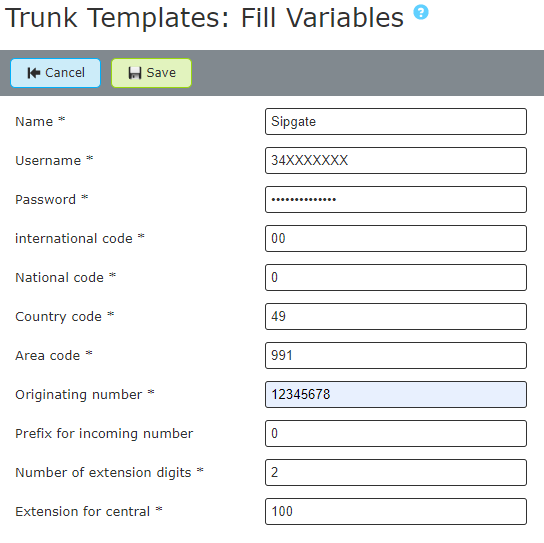 Trunk Templates: Fill Variables ?
Cancel Save
Name * Sipgate
Username * 34XXXXXXX
Password * ••••••••••••••
international code * 00
National code * 0
Country code * 49
Area code * 991
Originating number * 12345678
Prefix for incoming number 0
Number of extension digits * 2
Extension for central * 100